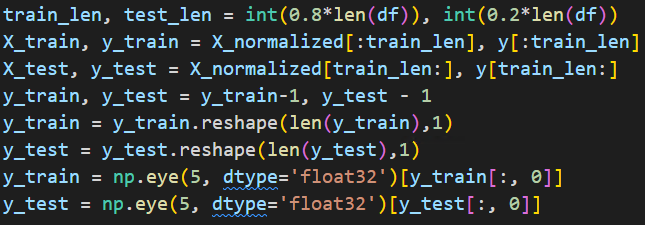 train_len, test_len = int(0.8*len(df)), int(0.2*len(df))
X_train, y_train = X_normalized[:train_len], y[:train_len]
X_test, y_test = X_normalized[train_len:], y[train_len:]
y_train, y_test = y_train-1, y_test - 1
y_train = y_train.reshape(len(y_train),1)
y_test = y_test.reshape(len(y_test),1)
y_train = np.eye(5, dtype='float32')[y_train[:, 0]]
y_test = np.eye(5, dtype='float32')[y_test[:, 0]]